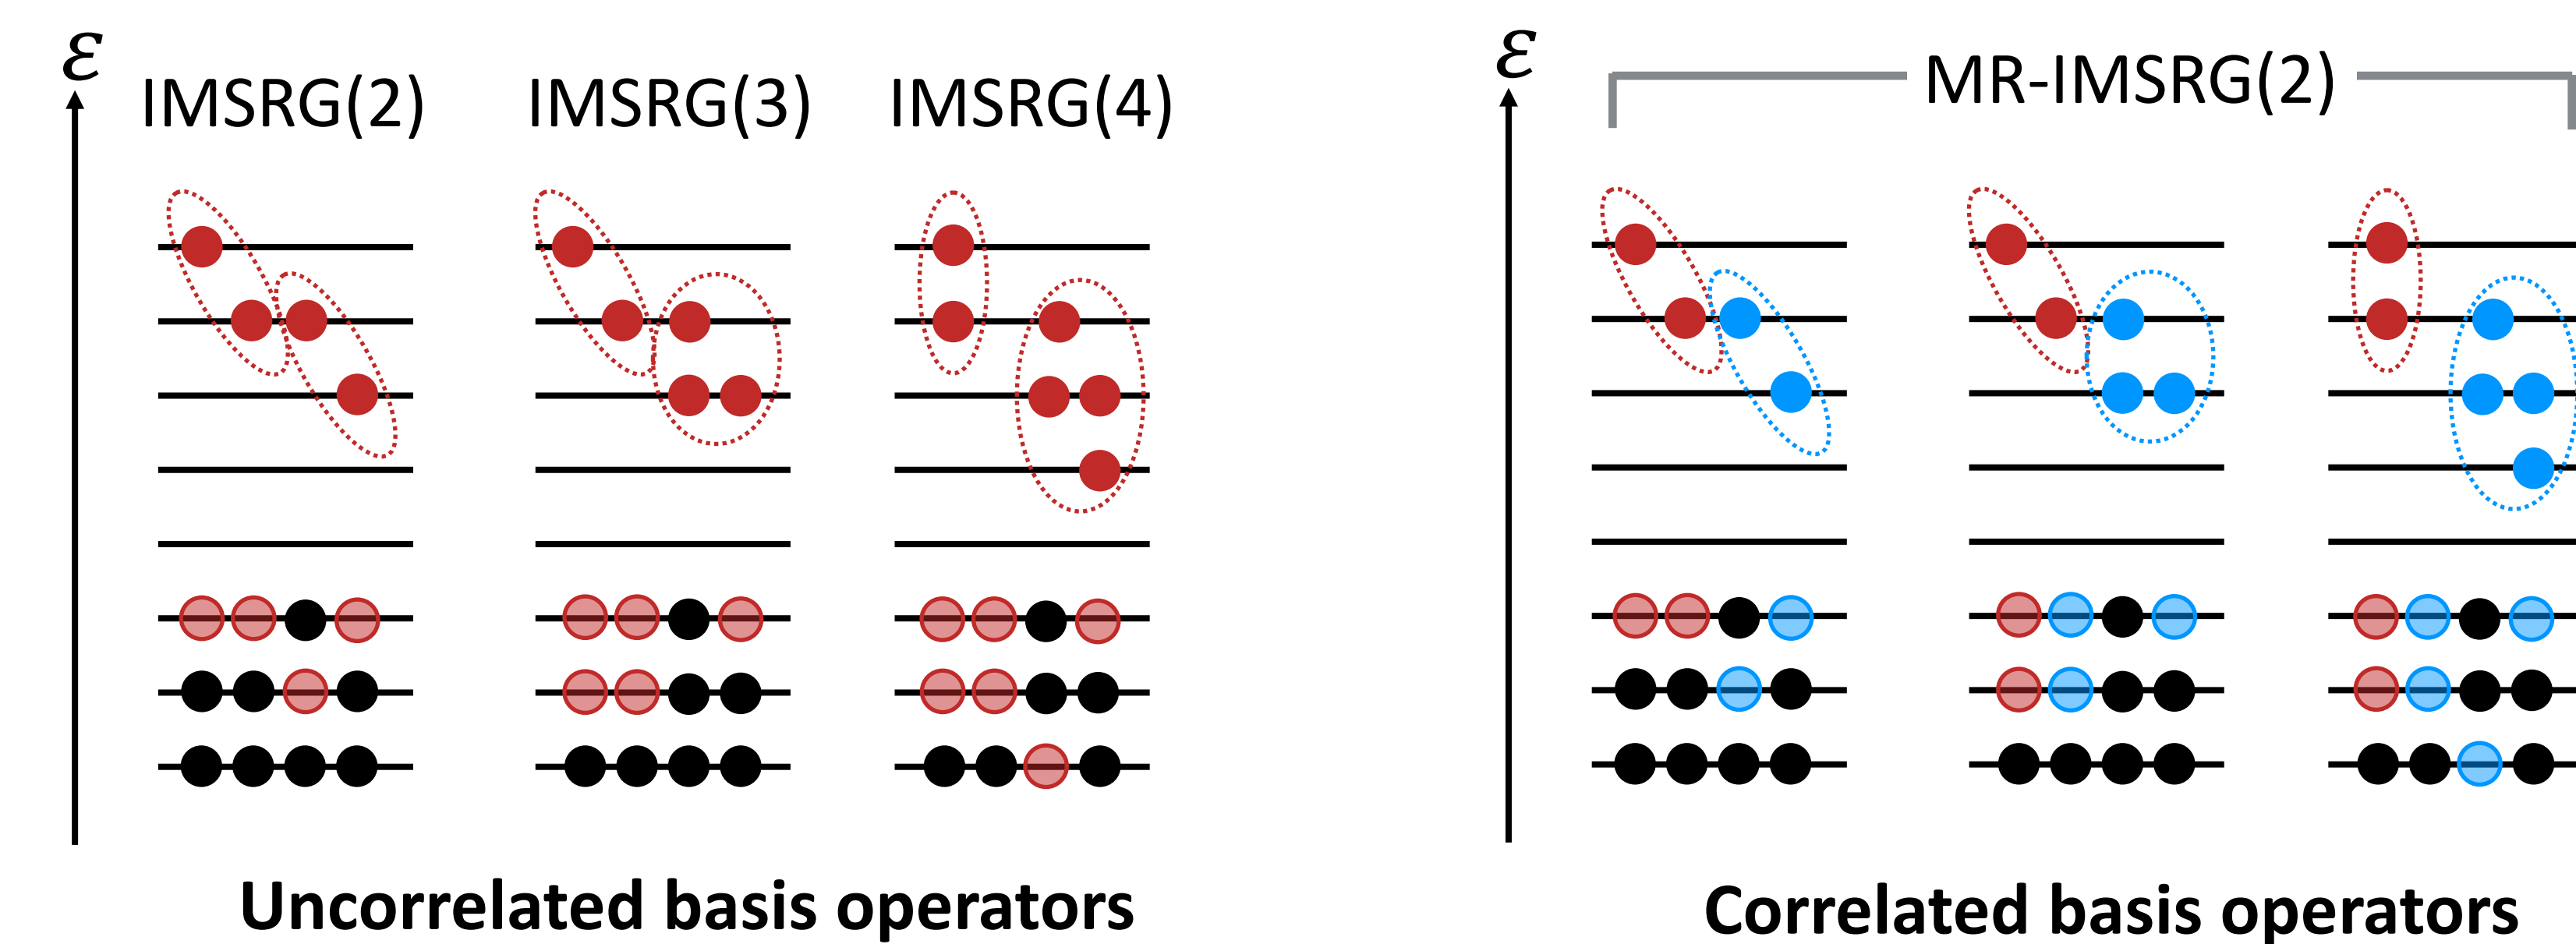 ε
IMSRG(2)
IMSRG(3)
IMSRG(4)
Uncorrelated basis operators
ε
MR-IMSRG(2)
Correlated basis operators